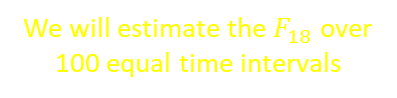 We will estimate the F₁₈ over
100 equal time intervals